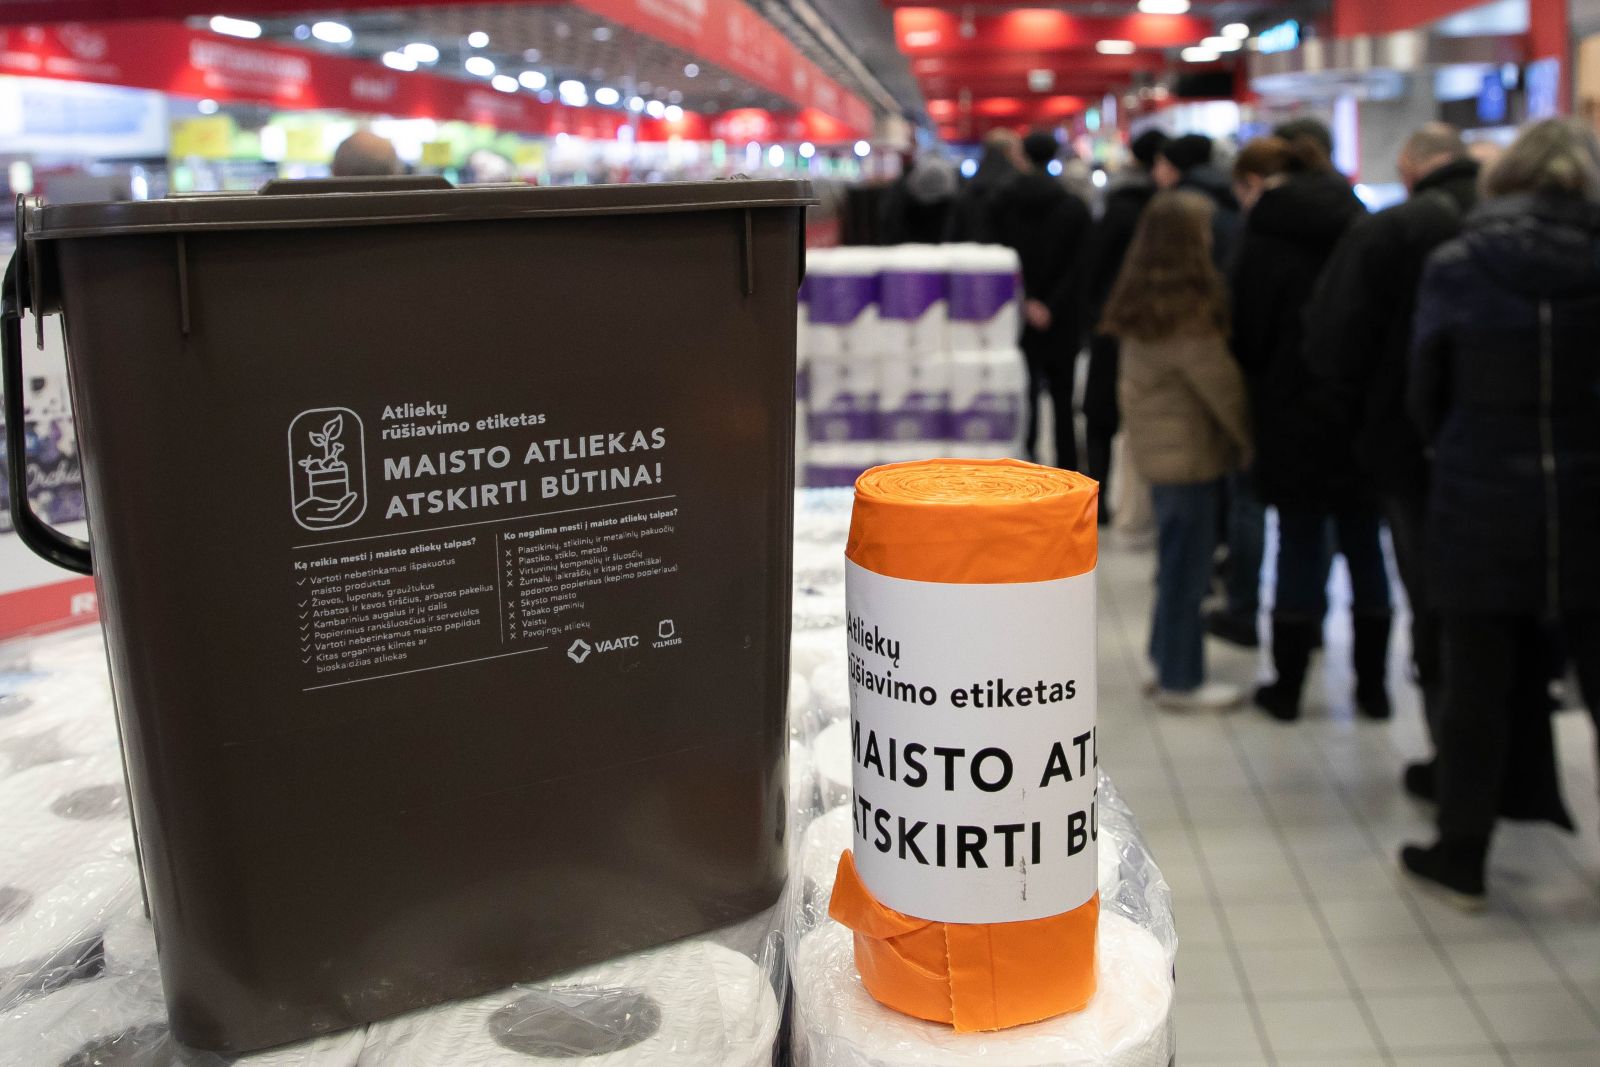 Atliekų
rūšiavimo etiketas
MAISTO ATLIEKAS
ATSKIRTI BŪTINA!
Ką reikia mesti į maisto atliekų talpas?
Vartoti nebetinkamus išpakuotus
maisto produktus
Žieves, lupenas, graužtukus
Arbatos ir kavos tirščius, arbatos pakelius
Kambarinius augalus ir jų dalis
Popierinius rankšluosčius ir servetėles
Vartoti nebetinkamus maisto papildus
Kitas organinės kilmės ar
bioskaidžias atliekas
Ko negalima mesti į maisto atliekų talpas?
Plastikinių, stiklinių ir metalinių pakuočių
Plastiko, stiklo, metalo
Virtuvinių kempinėlių ir šluosčių
Žurnalų, laikraščių ir kitaip chemiškai
apdoroto popieriaus (kepimo popieriaus)
Skysto maisto
Tabako gaminių
Vaistų
Pavojingų atliekų
VAATC
VILNIUS
Atliekų
rūšiavimo etiketas
MAISTO ATL
ATSKIRTI BŪ